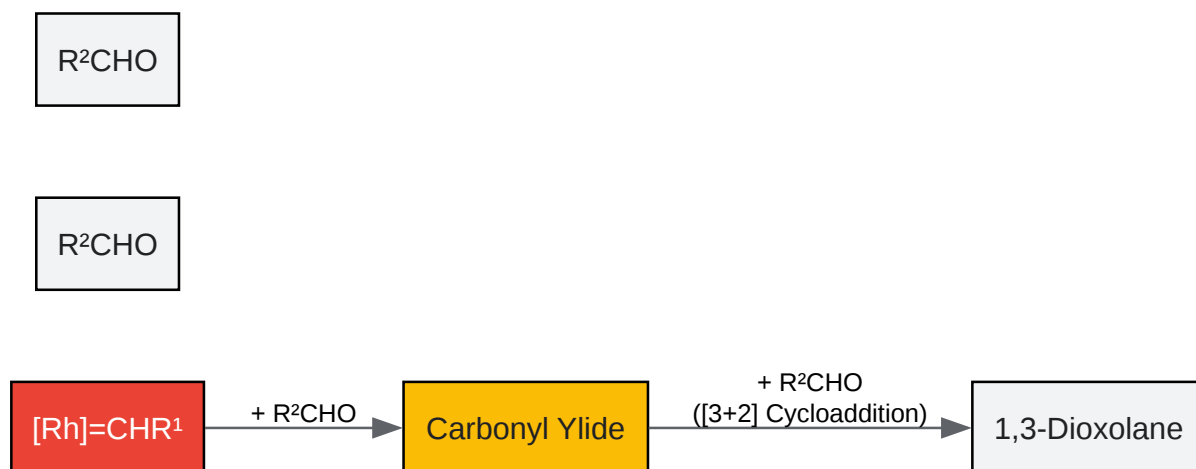 R²CHO
R²CHO
[Rh]=CHR¹
+ R²CHO
Carbonyl Ylide
+ R²CHO
([3+2] Cycloaddition)
1,3-Dioxolane